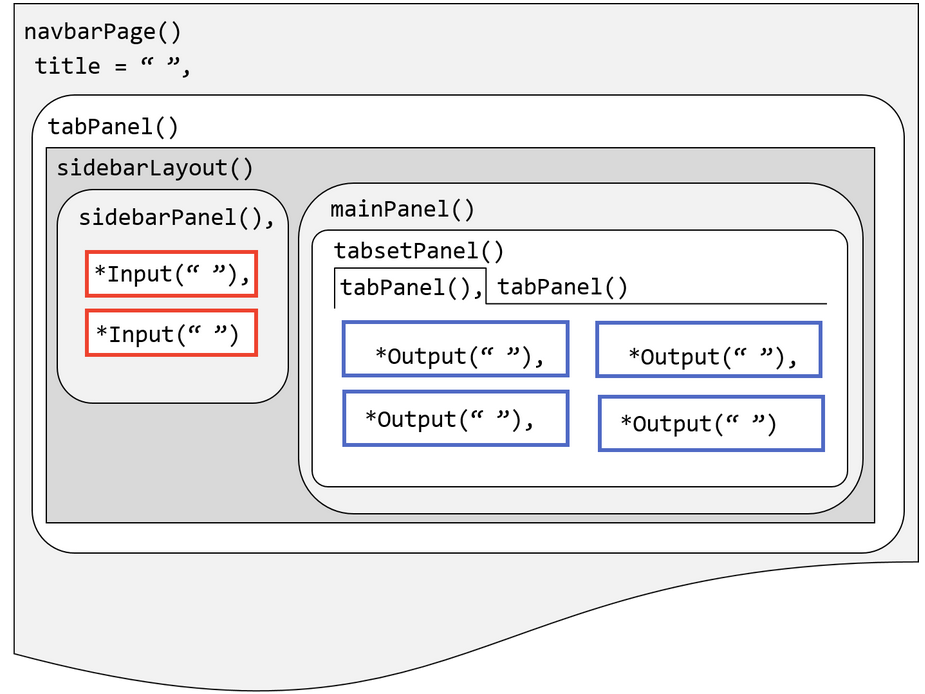 navbarPage()
title = “ ”,
tabPanel()
sidebarLayout()
sidebarPanel(),
*Input(“ ”),
*Input(“ ”)
mainPanel()
tabsetPanel()
tabPanel(), tabPanel()
*Output(“ ”), *Output(“ ”),
*Output(“ ”), *Output(“ ”)